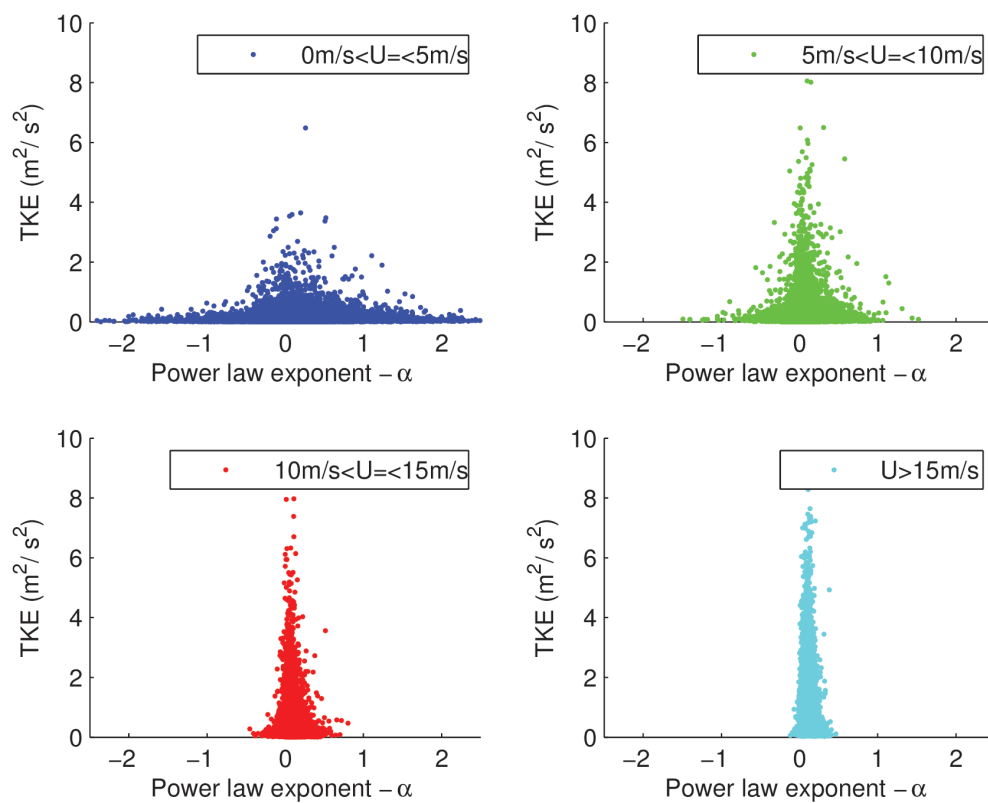 10
8
6
4
2
0
TKE (m²/ s²)
0m/s<U=<5m/s
−2 −1 0 1 2
Power law exponent − α
10
8
6
4
2
0
TKE (m²/ s²)
5m/s<U=<10m/s
−2 −1 0 1 2
Power law exponent − α
10
8
6
4
2
0
TKE (m²/ s²)
10m/s<U=<15m/s
−2 −1 0 1 2
Power law exponent − α
10
8
6
4
2
0
TKE (m²/ s²)
U>15m/s
−2 −1 0 1 2
Power law exponent − α